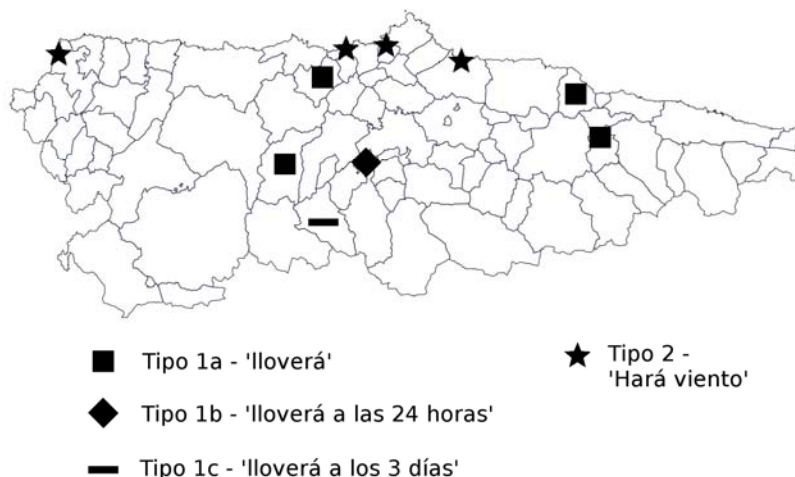 Tipo 1a - 'lloverá'
Tipo 2 -
'Hará viento'
Tipo 1b - 'lloverá a las 24 horas'
Tipo 1c - 'lloverá a los 3 días'